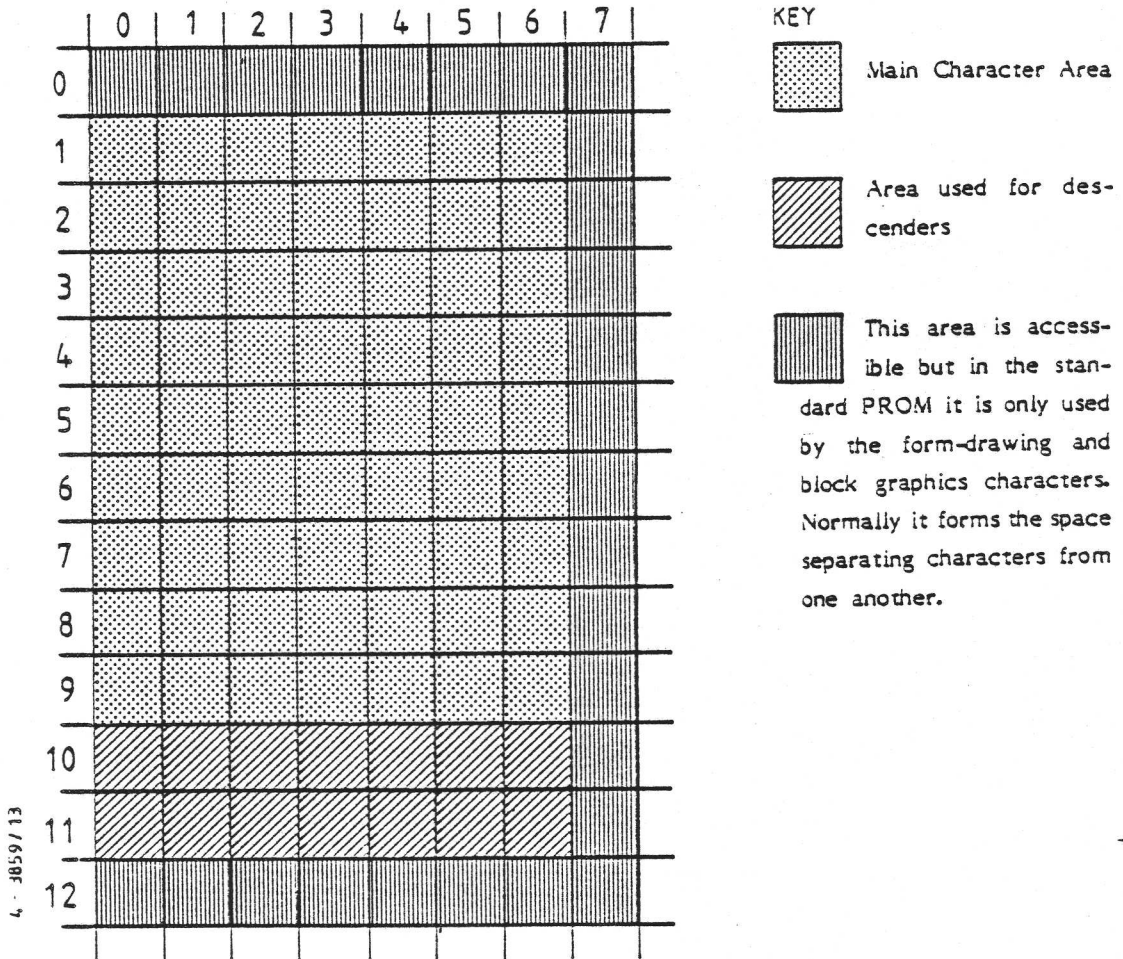 0 1 2 3 4 5 6 7
0
1
2
3
4
5
6
7
8
9
10
11
12
4 - 3859/13
KEY
Main Character Area
Area used for des-
cenders
This area is access-
ible but in the stan-
dard PROM it is only used
by the form-drawing and
block graphics characters.
Normally it forms the space
separating characters from
one another.